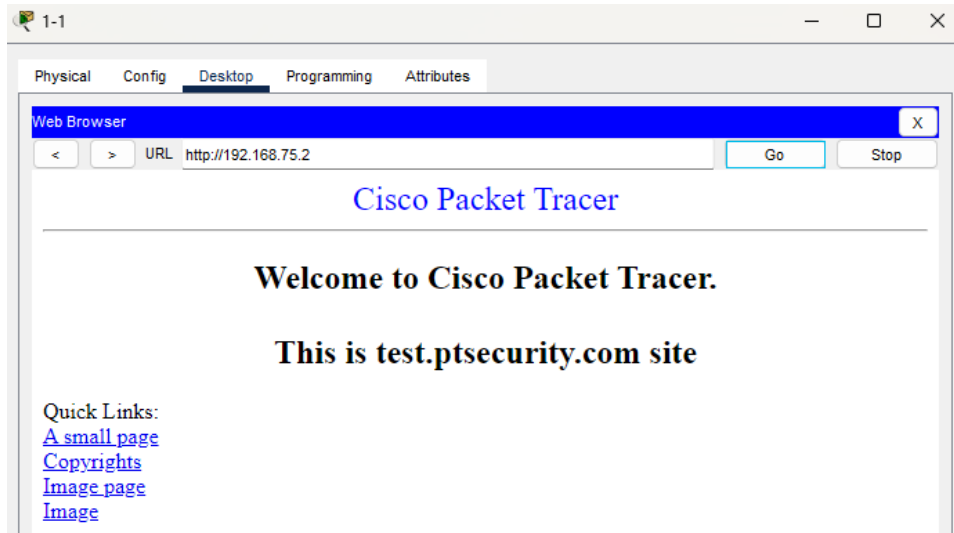 1-1
Physical Config Desktop Programming Attributes
Web Browser X
< > URL http://192.168.75.2 Go Stop
Cisco Packet Tracer
Welcome to Cisco Packet Tracer.
This is test.ptsecurity.com site
Quick Links:
A small page
Copyrights
Image page
Image